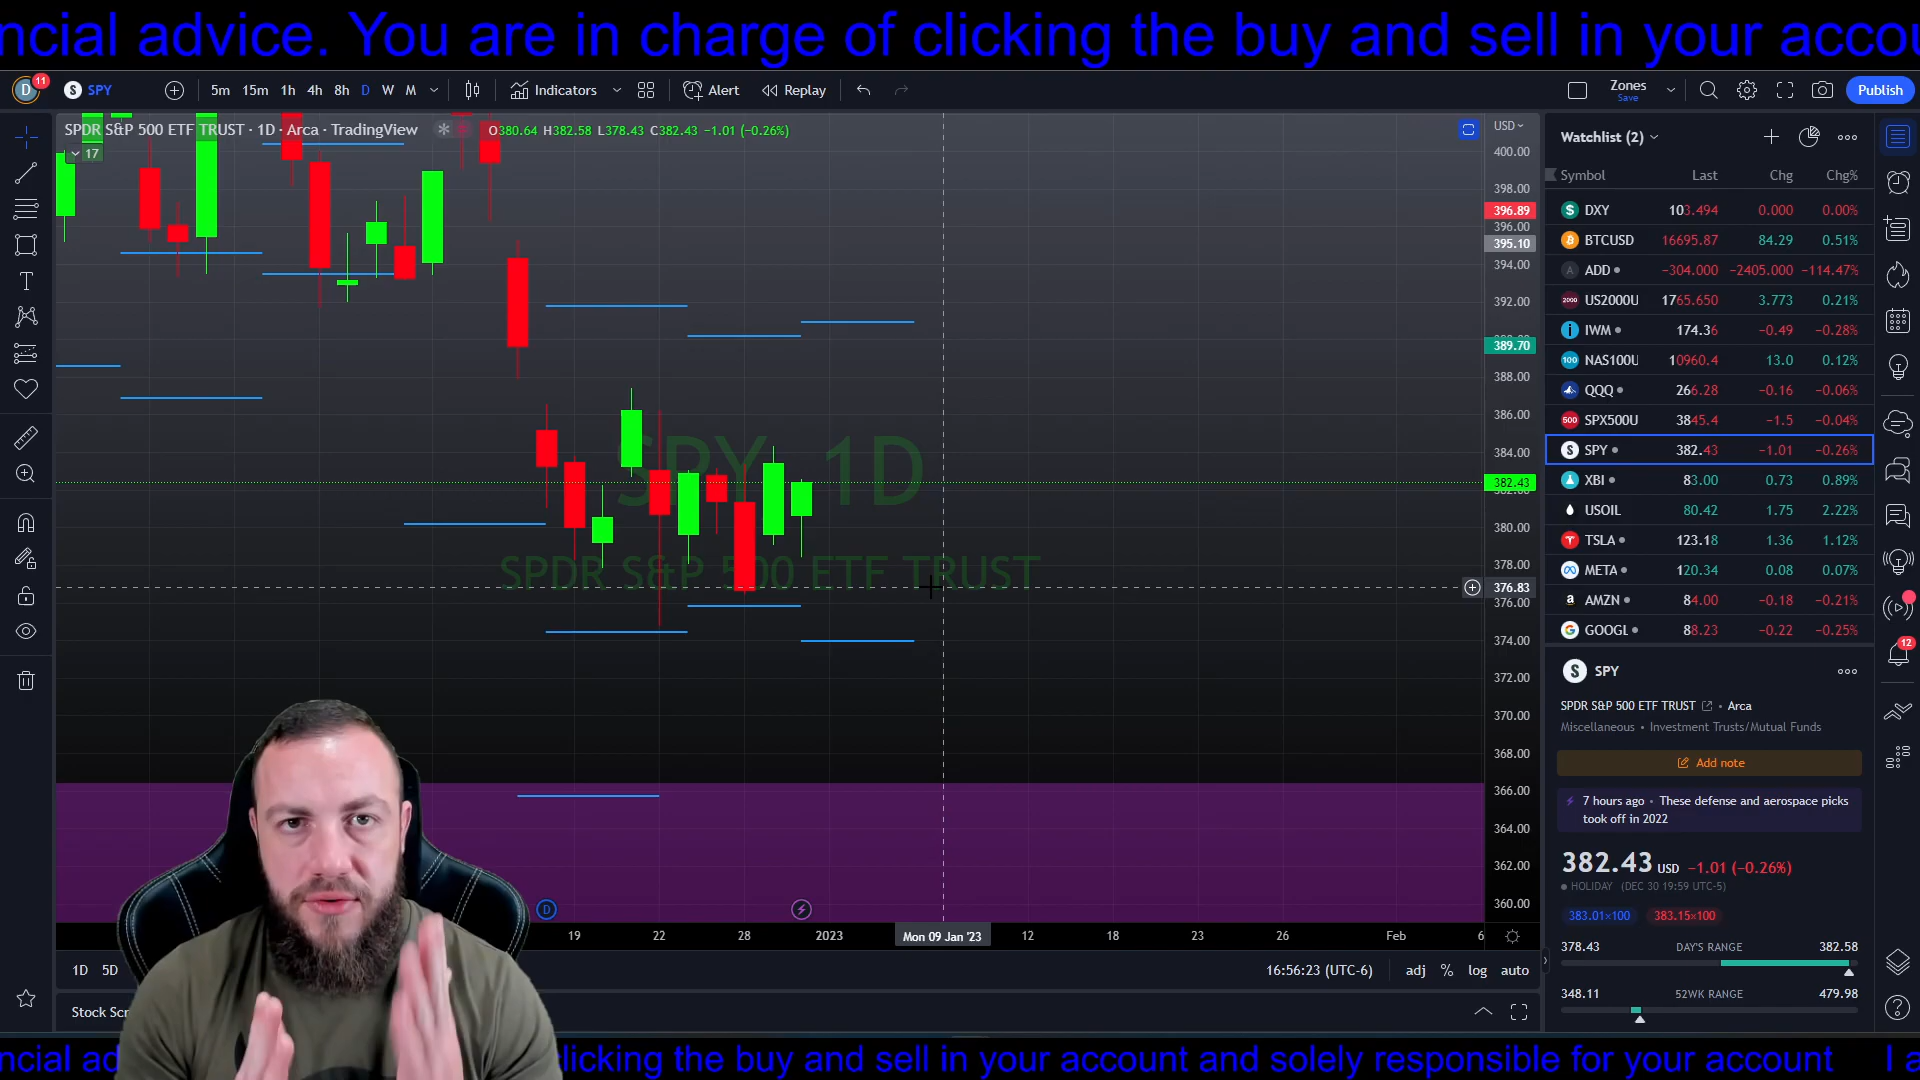 ncial advice. You are in charge of clicking the buy and sell in your accou
D 11 S SPY 5m 15m 1h 4h 8h D W M Indicators Alert Replay Zones Save Publish
SPDR S&P 500 ETF TRUST · 1D · Arca · TradingView O380.64 H382.58 L378.43 C382.43 −1.01 (−0.26%) USD
17
400.00
398.00
396.89
396.00
395.10
394.00
392.00
389.70
388.00
386.00
384.00
382.43
380.00
378.00
376.83
376.00
374.00
372.00
370.00
368.00
366.00
364.00
362.00
360.00
SPY 1D
SPDR S&P 500 ETF TRUST
D
19 22 28 2023 Mon 09 Jan '23 12 18 23 26 Feb 6
1D 5D 16:56:23 (UTC-6) adj % log auto
Stock Scr
Watchlist (2)
Symbol Last Chg Chg%
DXY 103.494 0.000 0.00%
BTCUSD 16695.87 84.29 0.51%
ADD −304.000 −2405.000 −114.47%
US2000U 1765.650 3.773 0.21%
IWM 174.36 −0.49 −0.28%
NAS100U 10960.4 13.0 0.12%
QQQ 266.28 −0.16 −0.06%
SPX500U 3845.4 −1.5 −0.04%
SPY 382.43 −1.01 −0.26%
XBI 83.00 0.73 0.89%
USOIL 80.42 1.75 2.22%
TSLA 123.18 1.36 1.12%
META 120.34 0.08 0.07%
AMZN 84.00 −0.18 −0.21%
GOOGL 88.23 −0.22 −0.25%
12
S SPY
SPDR S&P 500 ETF TRUST • Arca
Miscellaneous • Investment Trusts/Mutual Funds
Add note
7 hours ago • These defense and aerospace picks
took off in 2022
382.43 USD −1.01 (−0.26%)
HOLIDAY (DEC 30 19:59 UTC-5)
383.01×100 383.15×100
378.43 DAY'S RANGE 382.58
348.11 52WK RANGE 479.98
ncial ad clicking the buy and sell in your account and solely responsible for your account I a